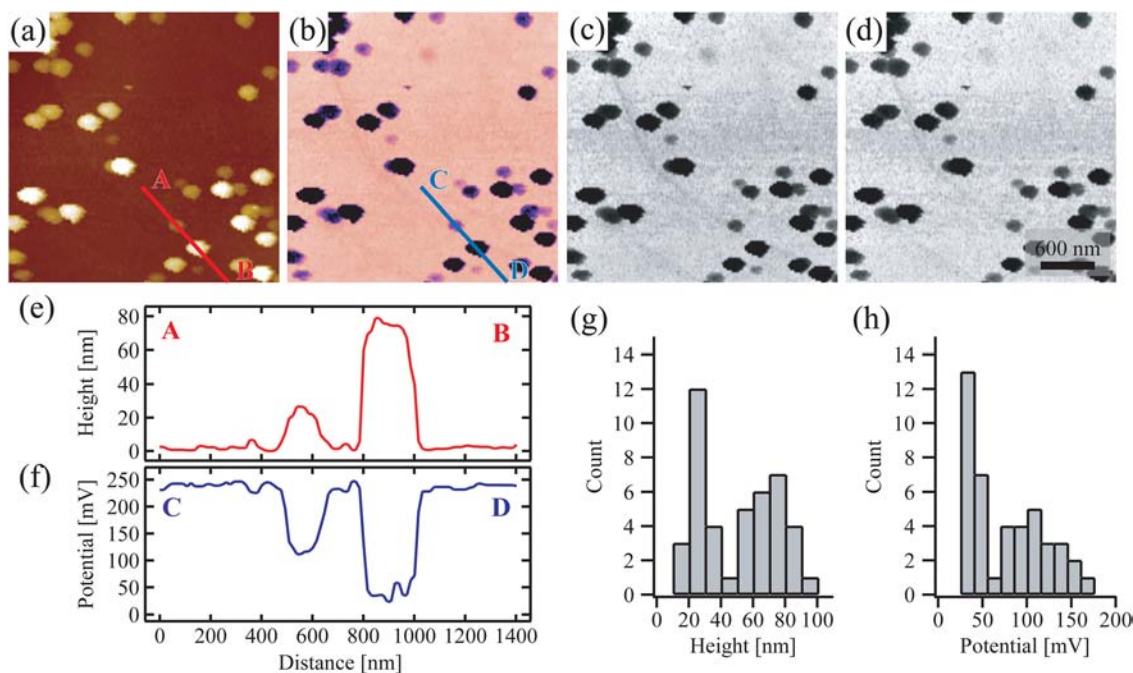 (a) (b) (c) (d)
A
B
C
D
600 nm
(e)
Height [nm]
80
60
40
20
0
A B
(f)
Potential [mV]
250
200
150
100
50
0
C D
0 200 400 600 800 1000 1200 1400
Distance [nm]
(g)
Count
14
12
10
8
6
4
2
0
0 20 40 60 80 100
Height [nm]
(h)
Count
14
12
10
8
6
4
2
0
0 50 100 150 200
Potential [mV]